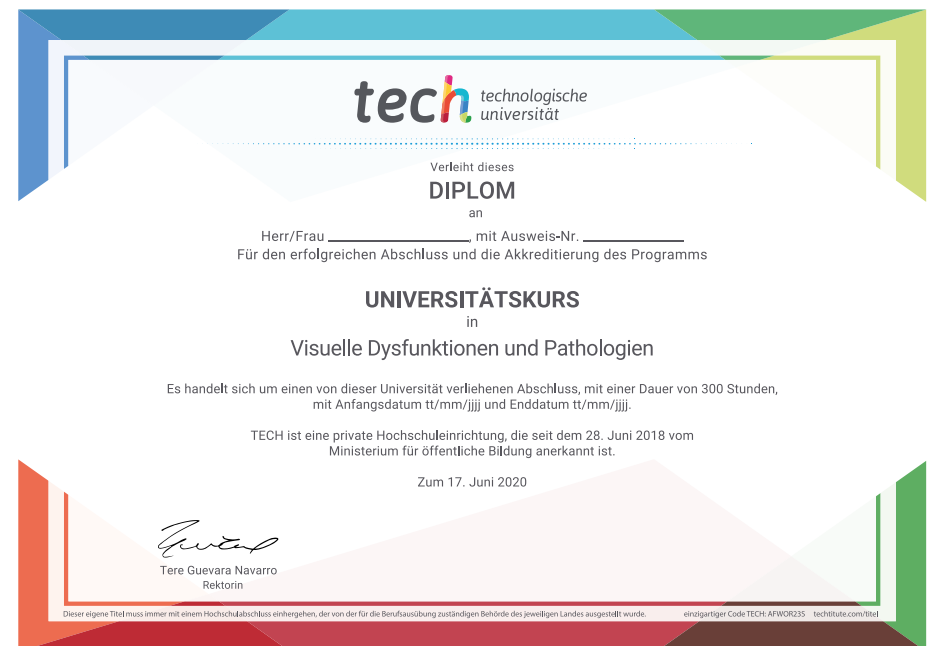 tech technologische
universität
Verleiht dieses
DIPLOM
an
Herr/Frau ____________, mit Ausweis-Nr. ____________
Für den erfolgreichen Abschluss und die Akkreditierung des Programms
UNIVERSITÄTSKURS
in
Visuelle Dysfunktionen und Pathologien
Es handelt sich um einen von dieser Universität verliehenen Abschluss, mit einer Dauer von 300 Stunden,
mit Anfangsdatum tt/mm/jjjj und Enddatum tt/mm/jjjj.
TECH ist eine private Hochschuleinrichtung, die seit dem 28. Juni 2018 vom
Ministerium für öffentliche Bildung anerkannt ist.
Zum 17. Juni 2020
Tere Guevara Navarro
Rektorin
Dieser eigene Titel muss immer mit einem Hochschulabschluss einhergehen, der von der für die Berufsausübung zuständigen Behörde des jeweiligen Landes ausgestellt wurde. einzigartiger Code TECH: AFWOR235 techtitute.com/titel